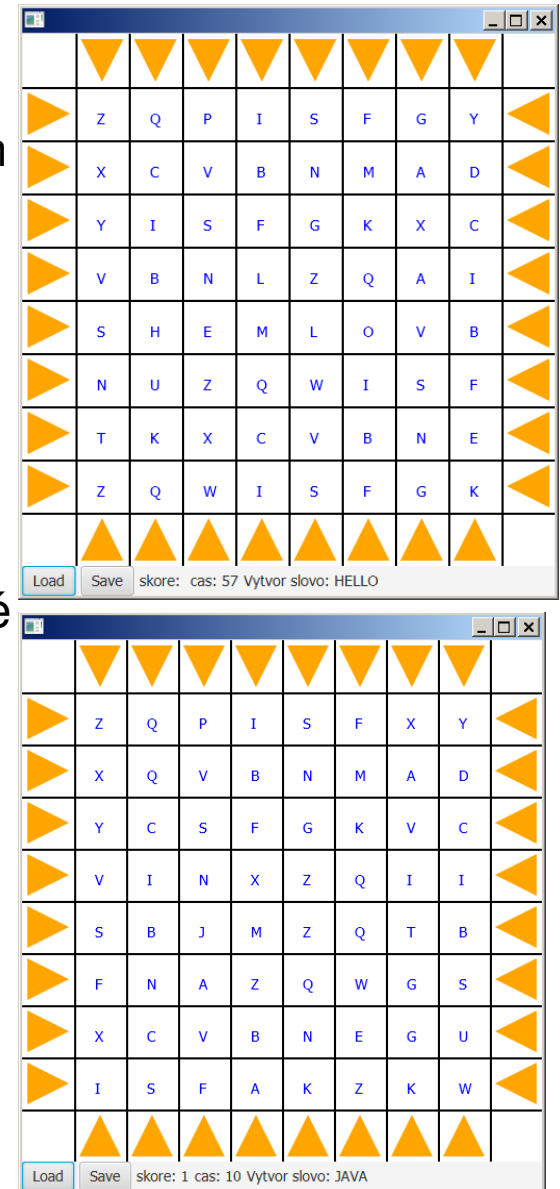 Z Q P I S F G Y
X C V B N M A D
Y I S F G K X C
V B N L Z Q A I
S H E M L O V B
N U Z Q W I S F
T K X C V B N E
Z Q W I S F G K
Load Save skore: cas: 57 Vytvor slovo: HELLO
é
Z Q P I S F X Y
X Q V B N M A D
Y C S F G K V C
V I N X Z Q I I
S B J M Z Q T B
F N A Z Q W G S
X C V B N E G U
I S F A K Z K W
Load Save skore: 1 cas: 10 Vytvor slovo: JAVA